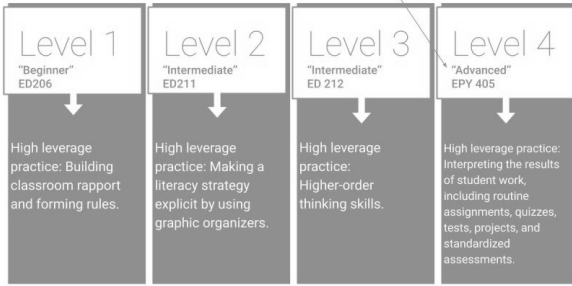 Level 1
"Beginner"
ED206
High leverage
practice: Building
classroom rapport
and forming rules.
Level 2
"Intermediate"
ED211
High leverage
practice: Making a
literacy strategy
explicit by using
graphic organizers.
Level 3
"Intermediate"
ED 212
High leverage
practice:
Higher-order
thinking skills.
Level 4
"Advanced"
EPY 405
High leverage practice:
Interpreting the results
of student work,
including routine
assignments, quizzes,
tests, projects, and
standardized
assessments.